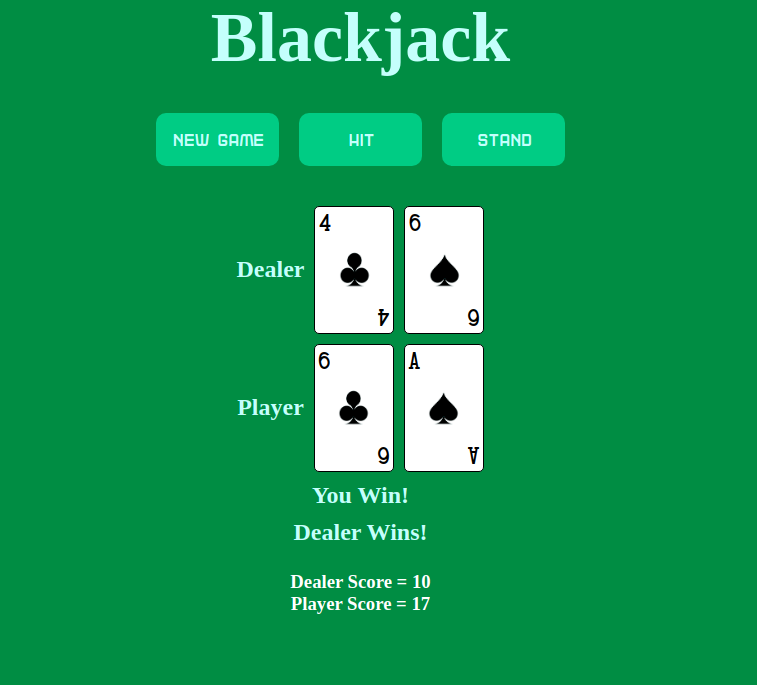 Blackjack
NEW GAME HIT STAND
4 6
Dealer
4 6
6 A
Player
6 A
You Win!
Dealer Wins!
Dealer Score = 10
Player Score = 17